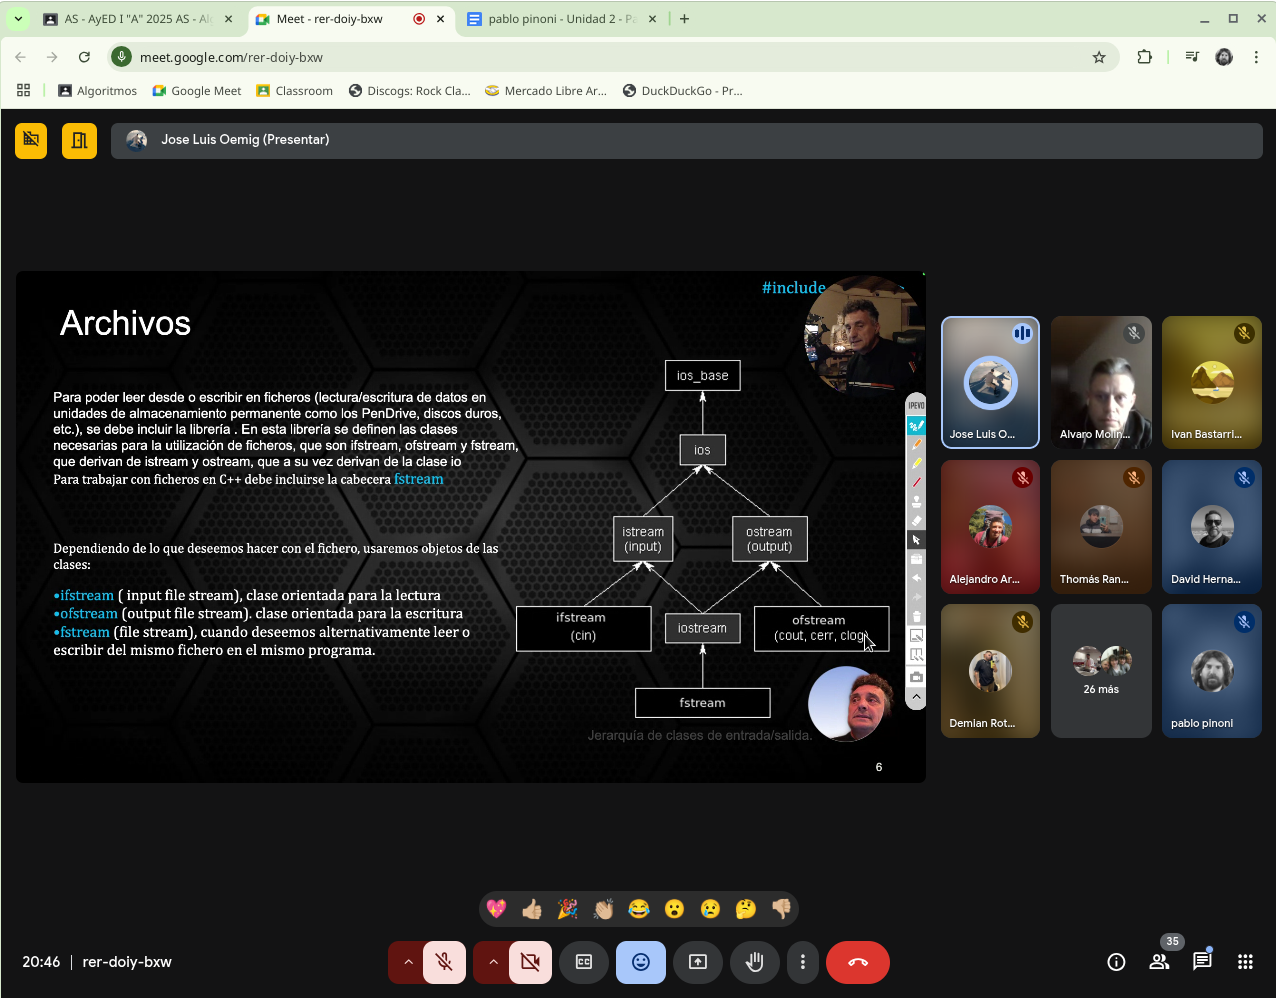 AS - AyED I "A" 2025 AS - Al
Meet - rer-doiy-bxw
pablo pinoni - Unidad 2 - P
meet.google.com/rer-doiy-bxw
Algoritmos
Google Meet
Classroom
Discogs: Rock Cla...
Mercado Libre Ar...
DuckDuckGo - Pr...
Jose Luis Oemig (Presentar)
#include
Archivos
Para poder leer desde o escribir en ficheros (lectura/escritura de datos en
unidades de almacenamiento permanente como los PenDrive, discos duros,
etc.), se debe incluir la librería . En esta librería se definen las clases
necesarias para la utilización de ficheros, que son ifstream, ofstream y fstream,
que derivan de istream y ostream, que a su vez derivan de la clase io
Para trabajar con ficheros en C++ debe incluirse la cabecera fstream
Dependiendo de lo que deseemos hacer con el fichero, usaremos objetos de las
clases:
•ifstream ( input file stream), clase orientada para la lectura
•ofstream (output file stream). clase orientada para la escritura
•fstream (file stream), cuando deseemos alternativamente leer o
escribir del mismo fichero en el mismo programa.
ios_base
ios
istream
(input)
ostream
(output)
ifstream
(cin)
iostream
ofstream
(cout, cerr, clog)
fstream
Jerarquía de clases de entrada/salida.
6
IPEVO
Jose Luis O...
Alvaro Molin...
Ivan Bastarri...
Alejandro Ar...
Thomás Ran...
David Herna...
Demian Rot...
26 más
pablo pinoni
20:46
rer-doiy-bxw
CC
35